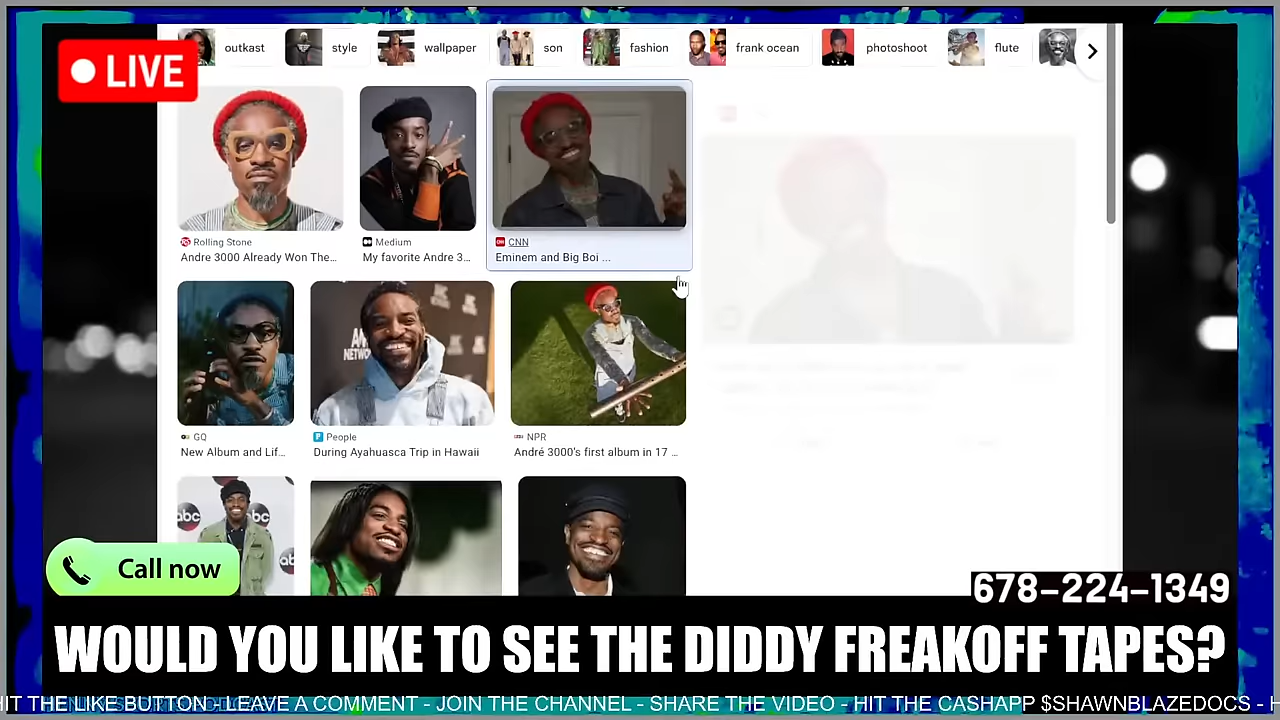 outkast style wallpaper son fashion frank ocean photoshoot flute
LIVE
Rolling Stone Medium CNN
Andre 3000 Already Won The... My favorite Andre 3... Eminem and Big Boi ...
GQ People NPR
New Album and Lif... During Ayahuasca Trip in Hawaii André 3000's first album in 17 ...
abc abc
ab
Call now
678-224-1349
WOULD YOU LIKE TO SEE THE DIDDY FREAKOFF TAPES?
HIT THE LIKE BUTTON - LEAVE A COMMENT - JOIN THE CHANNEL - SHARE THE VIDEO - HIT THE CASHAPP $SHAWNBLAZEDOCS - H